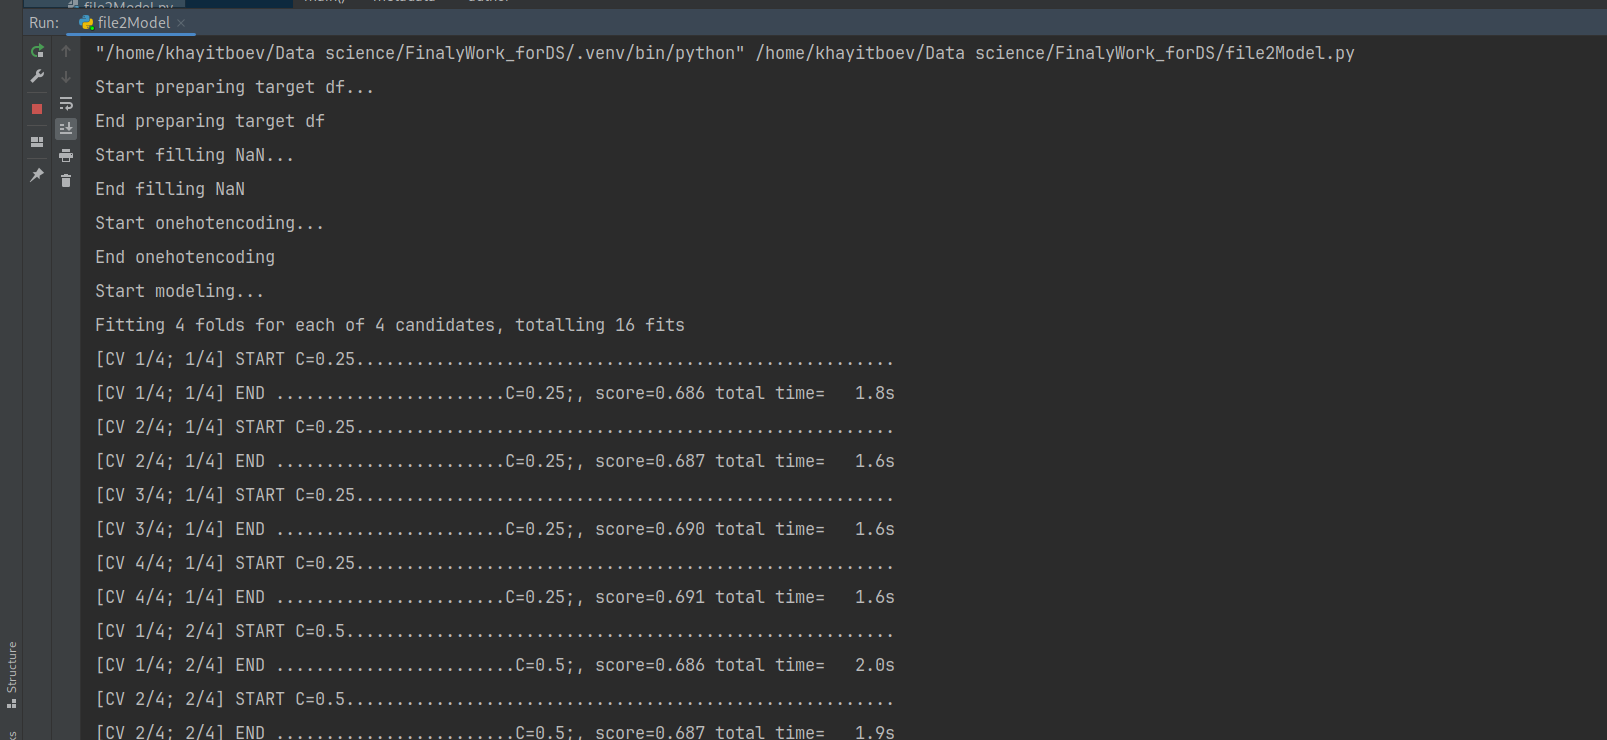 file2Model.py
Run: file2Model ×
"/home/khayitboev/Data science/FinalyWork_forDS/.venv/bin/python" /home/khayitboev/Data science/FinalyWork_forDS/file2Model.py
Start preparing target df...
End preparing target df
Start filling NaN...
End filling NaN
Start onehotencoding...
End onehotencoding
Start modeling...
Fitting 4 folds for each of 4 candidates, totalling 16 fits
[CV 1/4; 1/4] START C=0.25......................................................
[CV 1/4; 1/4] END .......................C=0.25;, score=0.686 total time=   1.8s
[CV 2/4; 1/4] START C=0.25......................................................
[CV 2/4; 1/4] END .......................C=0.25;, score=0.687 total time=   1.6s
[CV 3/4; 1/4] START C=0.25......................................................
[CV 3/4; 1/4] END .......................C=0.25;, score=0.690 total time=   1.6s
[CV 4/4; 1/4] START C=0.25......................................................
[CV 4/4; 1/4] END .......................C=0.25;, score=0.691 total time=   1.6s
[CV 1/4; 2/4] START C=0.5.......................................................
[CV 1/4; 2/4] END ........................C=0.5;, score=0.686 total time=   2.0s
[CV 2/4; 2/4] START C=0.5.......................................................
[CV 2/4; 2/4] END ........................C=0.5;, score=0.687 total time=   1.9s
Structure